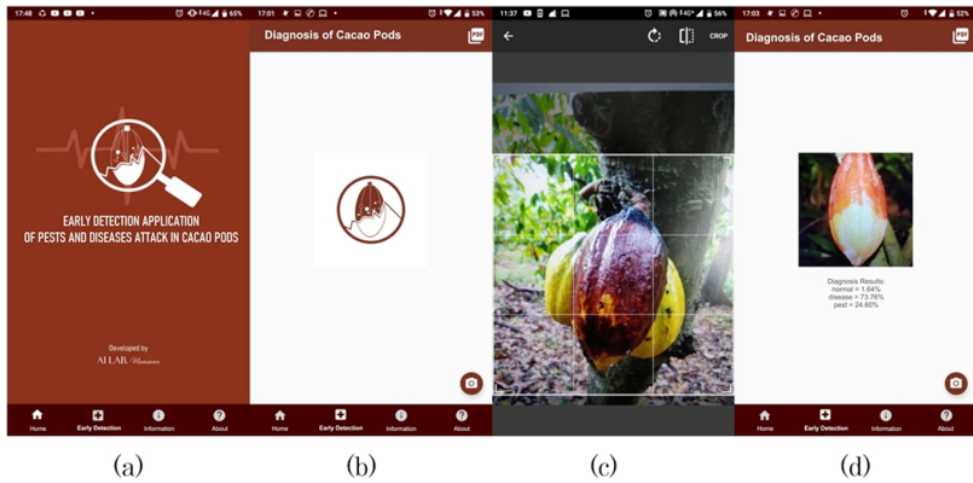 17:48 65%
17:01 53%
Diagnosis of Cacao Pods
PDF
11:37 4G+ 56%
CROP
17:03 52%
Diagnosis of Cacao Pods
PDF
EARLY DETECTION APPLICATION
OF PESTS AND DISEASES ATTACK IN CACAO PODS
Developed by
AI LAB.
Diagnosis Results:
normal = 1.64%
disease = 73.76%
pest = 24.60%
Home Early Detection Information About
Home Early Detection Information About
Home Early Detection Information About
(a) (b) (c) (d)